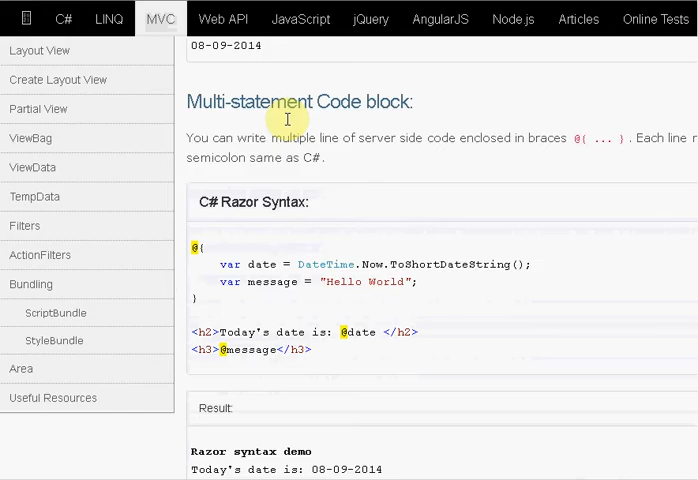 C# LINQ MVC Web API JavaScript jQuery AngularJS Node.js Articles Online Tests
Layout View
Create Layout View
Partial View
ViewBag
ViewData
TempData
Filters
ActionFilters
Bundling
ScriptBundle
StyleBundle
Area
Useful Resources
08-09-2014
Multi-statement Code block:
You can write multiple line of server side code enclosed in braces @{ ... }. Each line
semicolon same as C#.
C# Razor Syntax:
@{
var date = DateTime.Now.ToShortDateString();
var message = "Hello World";
}
<h2>Today's date is: @date </h2>
<h3>@message</h3>
Result:
Razor syntax demo
Today's date is: 08-09-2014